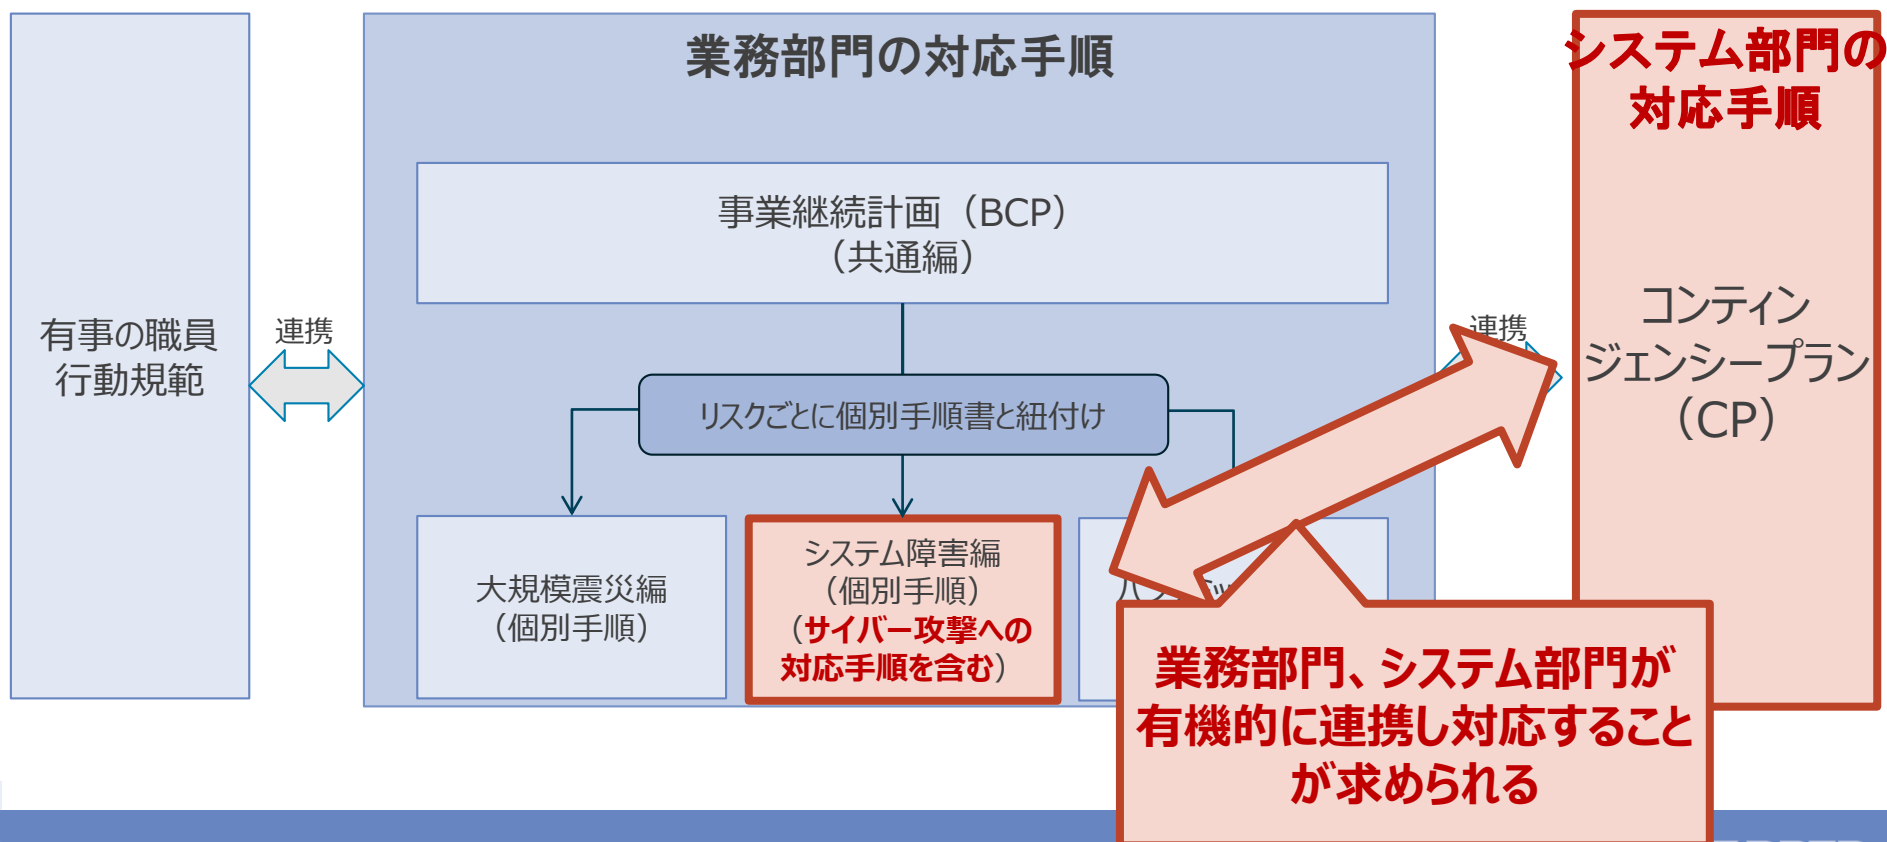 業務部門の対応手順
システム部門の
対応手順
事業継続計画（BCP）
（共通編）
有事の職員
行動規範
連携
連携
コンティン
ジェンシープラン
（CP）
リスクごとに個別手順書と紐付け
大規模震災編
（個別手順）
システム障害編
（個別手順）
（サイバー攻撃への
対応手順を含む）
業務部門、システム部門が
有機的に連携し対応すること
が求められる